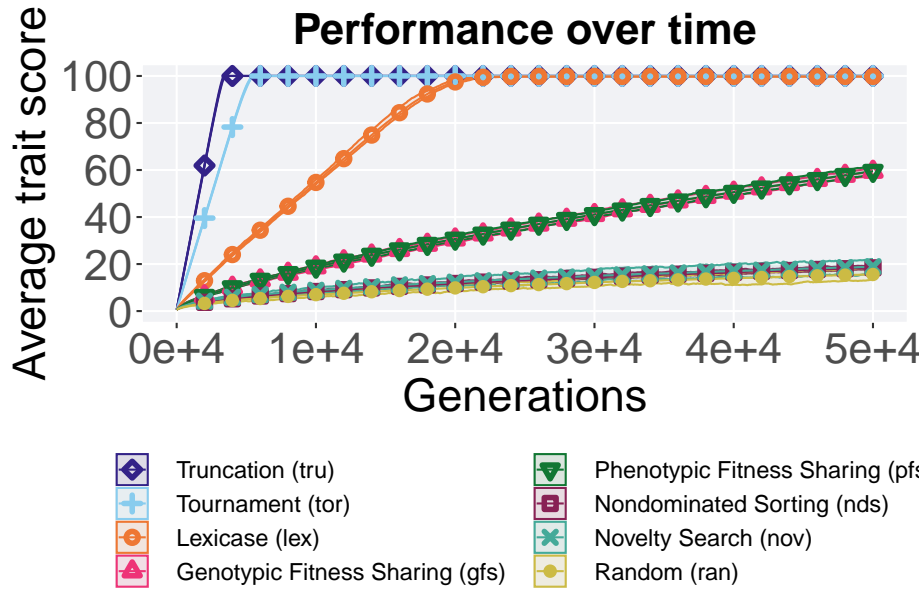 Performance over time
Average trait score
100
80
60
40
20
0
0e+4 1e+4 2e+4 3e+4 4e+4 5e+4
Generations
Truncation (tru)
Tournament (tor)
Lexicase (lex)
Genotypic Fitness Sharing (gfs)
Phenotypic Fitness Sharing (pfs
Nondominated Sorting (nds)
Novelty Search (nov)
Random (ran)